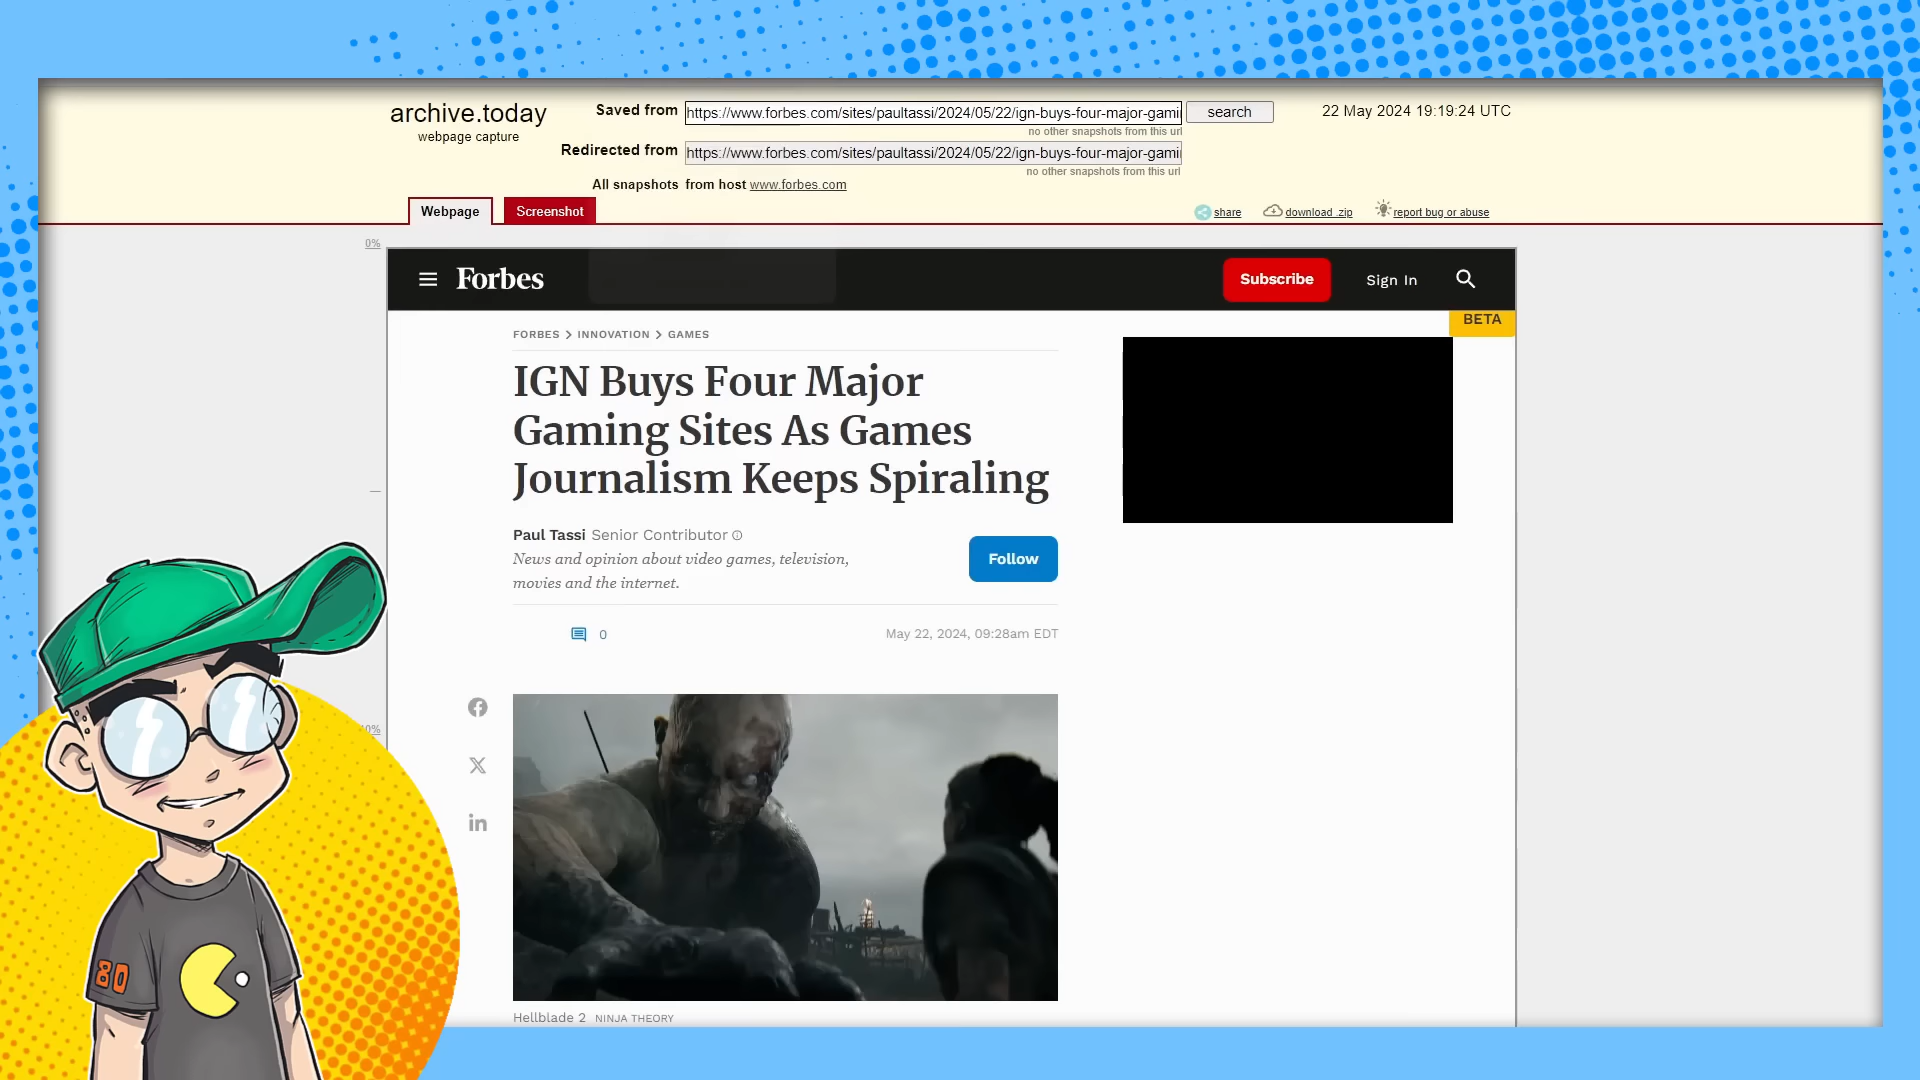 archive.today
webpage capture
Saved from
https://www.forbes.com/sites/paultassi/2024/05/22/ign-buys-four-major-gami
search
22 May 2024 19:19:24 UTC
no other snapshots from this url
Redirected from
https://www.forbes.com/sites/paultassi/2024/05/22/ign-buys-four-major-gami
no other snapshots from this url
All snapshots from host www.forbes.com
Webpage
Screenshot
share
download .zip
report bug or abuse
0%
Forbes
Subscribe
Sign In
BETA
FORBES > INNOVATION > GAMES
IGN Buys Four Major
Gaming Sites As Games
Journalism Keeps Spiraling
Paul Tassi Senior Contributor
News and opinion about video games, television,
movies and the internet.
Follow
0
May 22, 2024, 09:28am EDT
Hellblade 2 NINJA THEORY
80